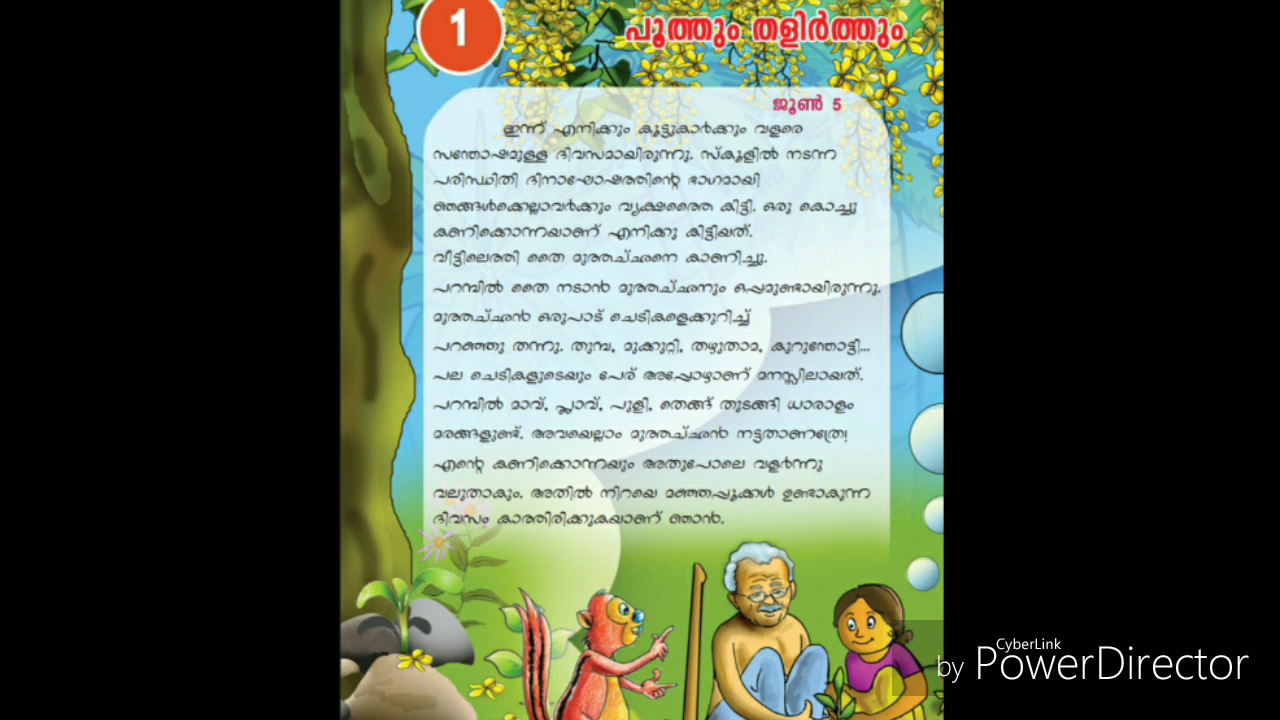 1
പൂത്തും തളിർത്തും
ജൂൺ 5
ഇന്ന് എനിക്കും കൂട്ടുകാർക്കും വളരെ
സന്തോഷമുള്ള ദിവസമായിരുന്നു. സ്കൂളിൽ നടന്ന
പരിസ്ഥിതി ദിനാഘോഷത്തിന്റെ ഭാഗമായി
ഞങ്ങൾക്കെല്ലാവർക്കും വൃക്ഷത്തൈ കിട്ടി. ഒരു കൊച്ചു
കണിക്കൊന്നയാണ് എനിക്കു കിട്ടിയത്.
വീട്ടിലെത്തി തൈ മുത്തച്ഛനെ കാണിച്ചു.
പറമ്പിൽ തൈ നടാൻ മുത്തച്ഛനും ഒപ്പമുണ്ടായിരുന്നു.
മുത്തച്ഛൻ ഒരുപാട് ചെടികളെക്കുറിച്ച്
പറഞ്ഞു തന്നു. തുമ്പ, മുക്കുറ്റി, തഴുതാമ, കുറുന്തോട്ടി...
പല ചെടികളുടെയും പേര് അപ്പോഴാണ് മനസ്സിലായത്.
പറമ്പിൽ മാവ്, പ്ലാവ്, പുളി, തെങ്ങ് തുടങ്ങി ധാരാളം
മരങ്ങളുണ്ട്. അവയെല്ലാം മുത്തച്ഛൻ നട്ടതാണത്രേ!
എന്റെ കണിക്കൊന്നയും അതുപോലെ വളർന്നു
വലുതാകും. അതിൽ നിറയെ മഞ്ഞപ്പൂക്കൾ ഉണ്ടാകുന്ന
ദിവസം കാത്തിരിക്കുകയാണ് ഞാൻ.
CyberLink
by PowerDirector